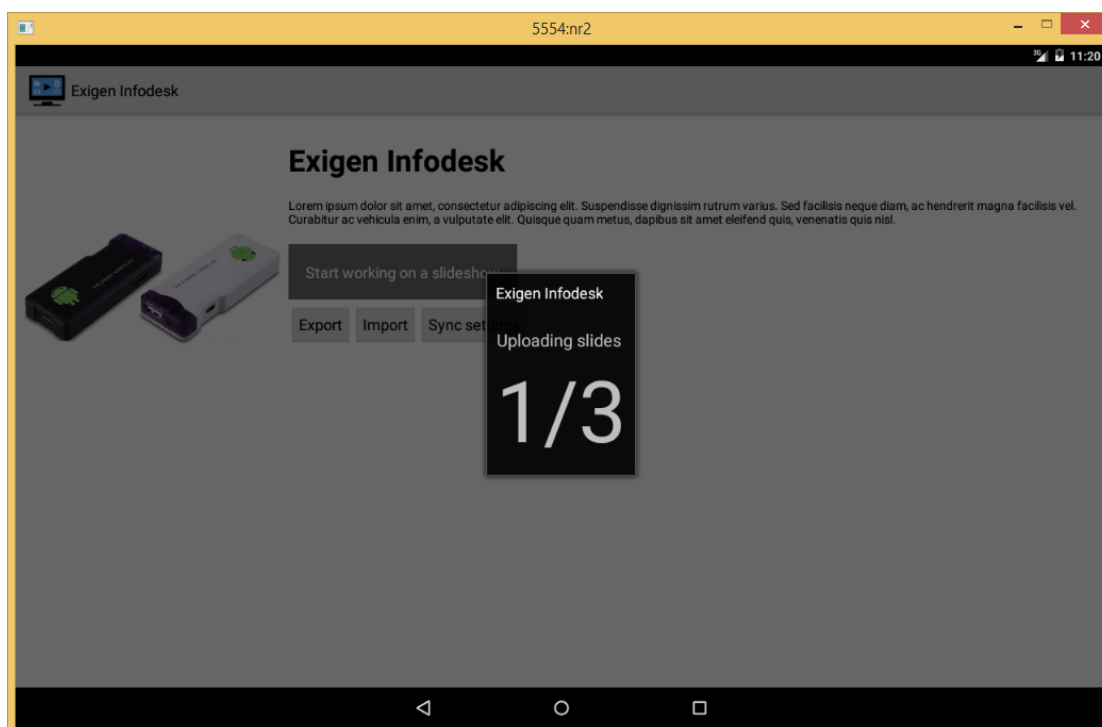 5554:nr2
3G 11:20
Exigen Infodesk
Exigen Infodesk
Lorem ipsum dolor sit amet, consectetur adipiscing elit. Suspendisse dignissim rutrum varius. Sed facilisis neque diam, ac hendrerit magna facilisis vel.
Curabitur ac vehicula enim, a vulputate elit. Quisque quam metus, dapibus sit amet eleifend quis, venenatis quis nisl.
Start working on a slideshow
Export Import Sync settings
Exigen Infodesk
Uploading slides
1/3